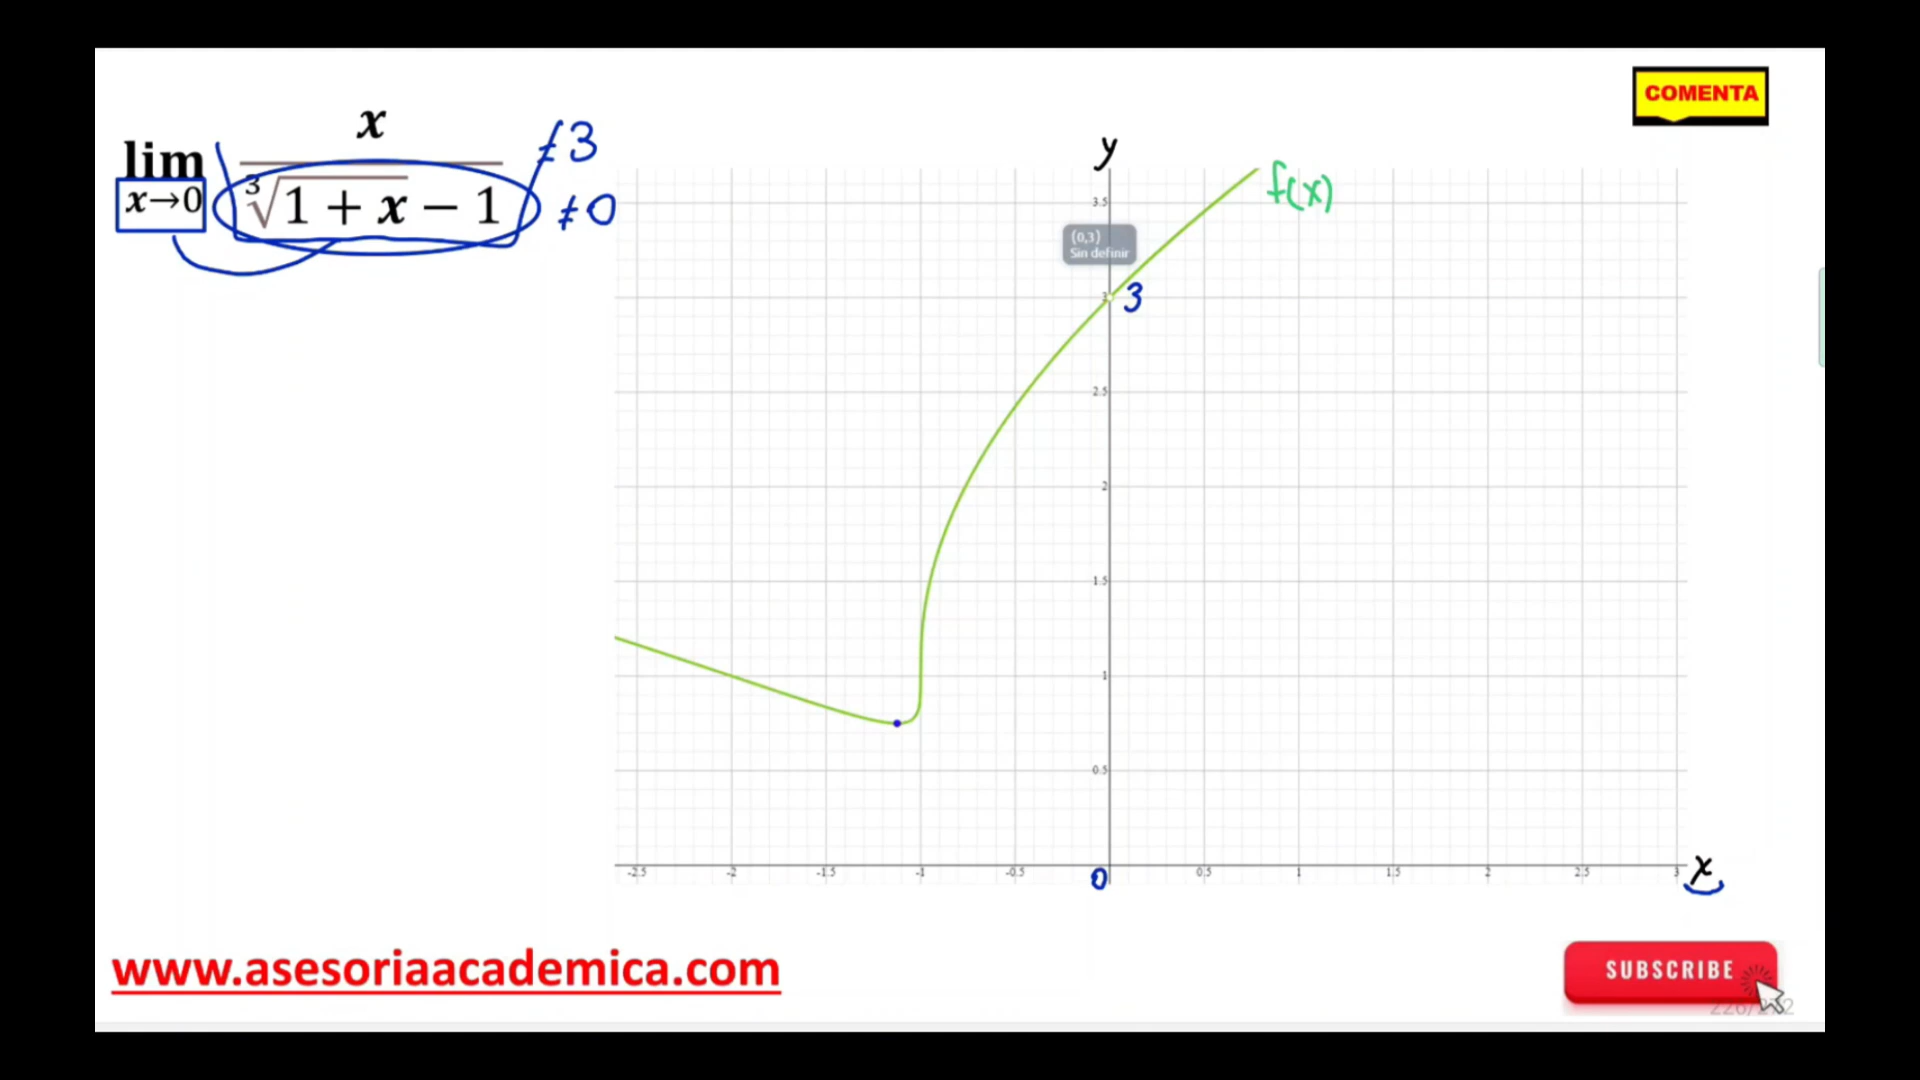 COMENTA
lim x→0 x / ∛(1 + x) − 1
≠3
≠0
y
f(x)
3.5
(0,3)
Sin definir
3
3
2.5
2
1.5
1
0.5
-2.5 -2 -1.5 -1 -0.5 0 0.5 1 1.5 2 2.5 3
x
www.asesoriaacademica.com
SUBSCRIBE